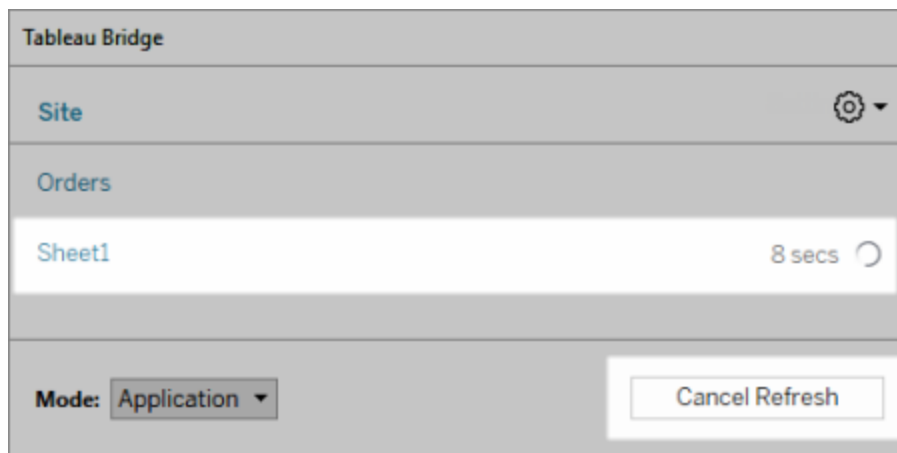 Tableau Bridge
Site
Orders
Sheet1 8 secs
Mode: Application Cancel Refresh